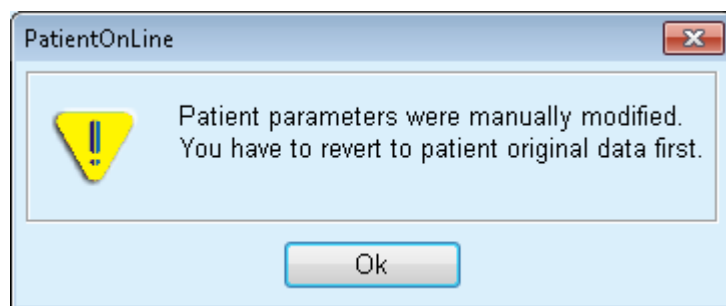 PatientOnLine
Patient parameters were manually modified.
You have to revert to patient original data first.
Ok